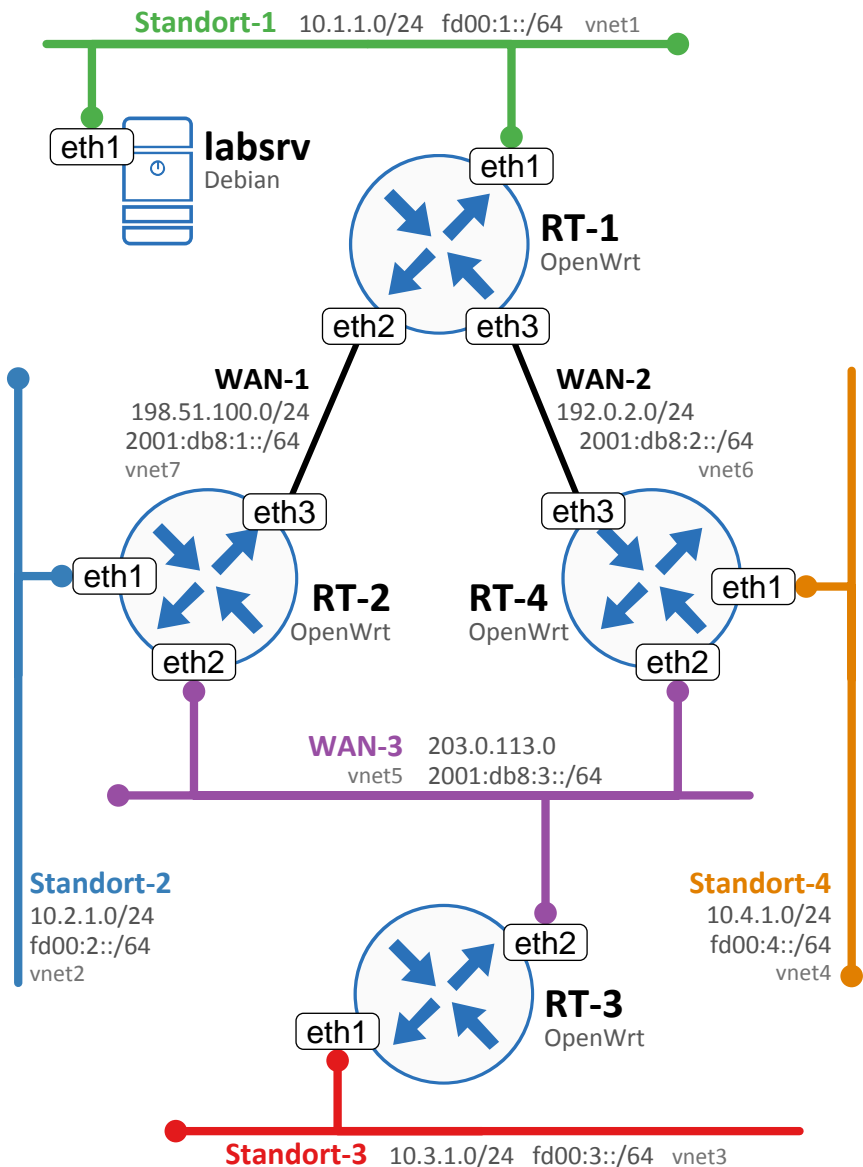 Standort-1 10.1.1.0/24 fd00:1::/64 vnet1
eth1
labsrv
Debian
eth1
RT-1
OpenWrt
eth2
eth3
WAN-1
198.51.100.0/24
2001:db8:1::/64
vnet7
WAN-2
192.0.2.0/24
2001:db8:2::/64
vnet6
eth3
eth1
RT-2
OpenWrt
eth2
eth3
eth1
RT-4
OpenWrt
eth2
WAN-3 203.0.113.0
vnet5 2001:db8:3::/64
Standort-2
10.2.1.0/24
fd00:2::/64
vnet2
Standort-4
10.4.1.0/24
fd00:4::/64
vnet4
eth2
RT-3
OpenWrt
eth1
Standort-3 10.3.1.0/24 fd00:3::/64 vnet3